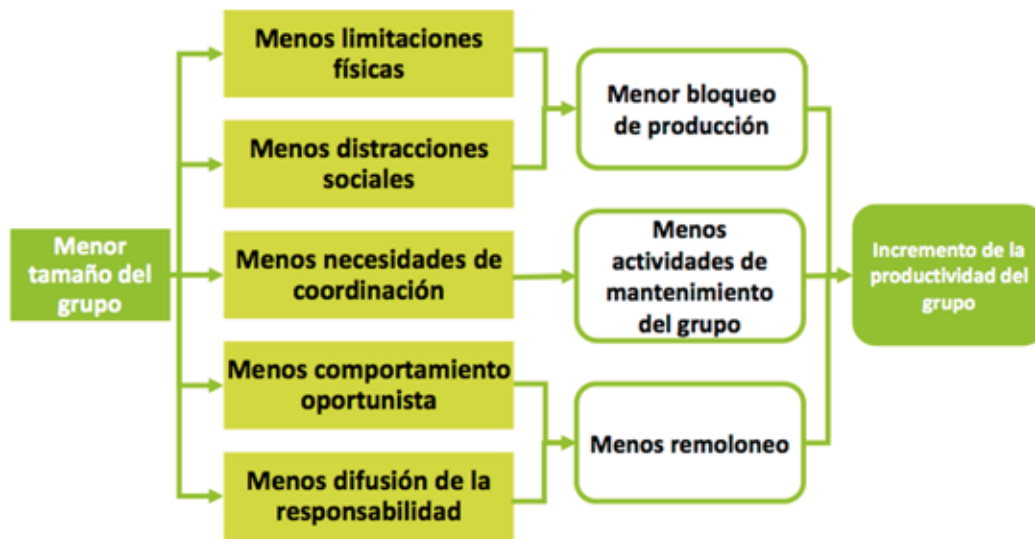 Menor
tamaño del
grupo
Menos limitaciones
físicas
Menos distracciones
sociales
Menos necesidades de
coordinación
Menos comportamiento
oportunista
Menos difusión de la
responsabilidad
Menor bloqueo
de producción
Menos
actividades de
mantenimiento
del grupo
Menos remoloneo
Incremento de la
productividad del
grupo